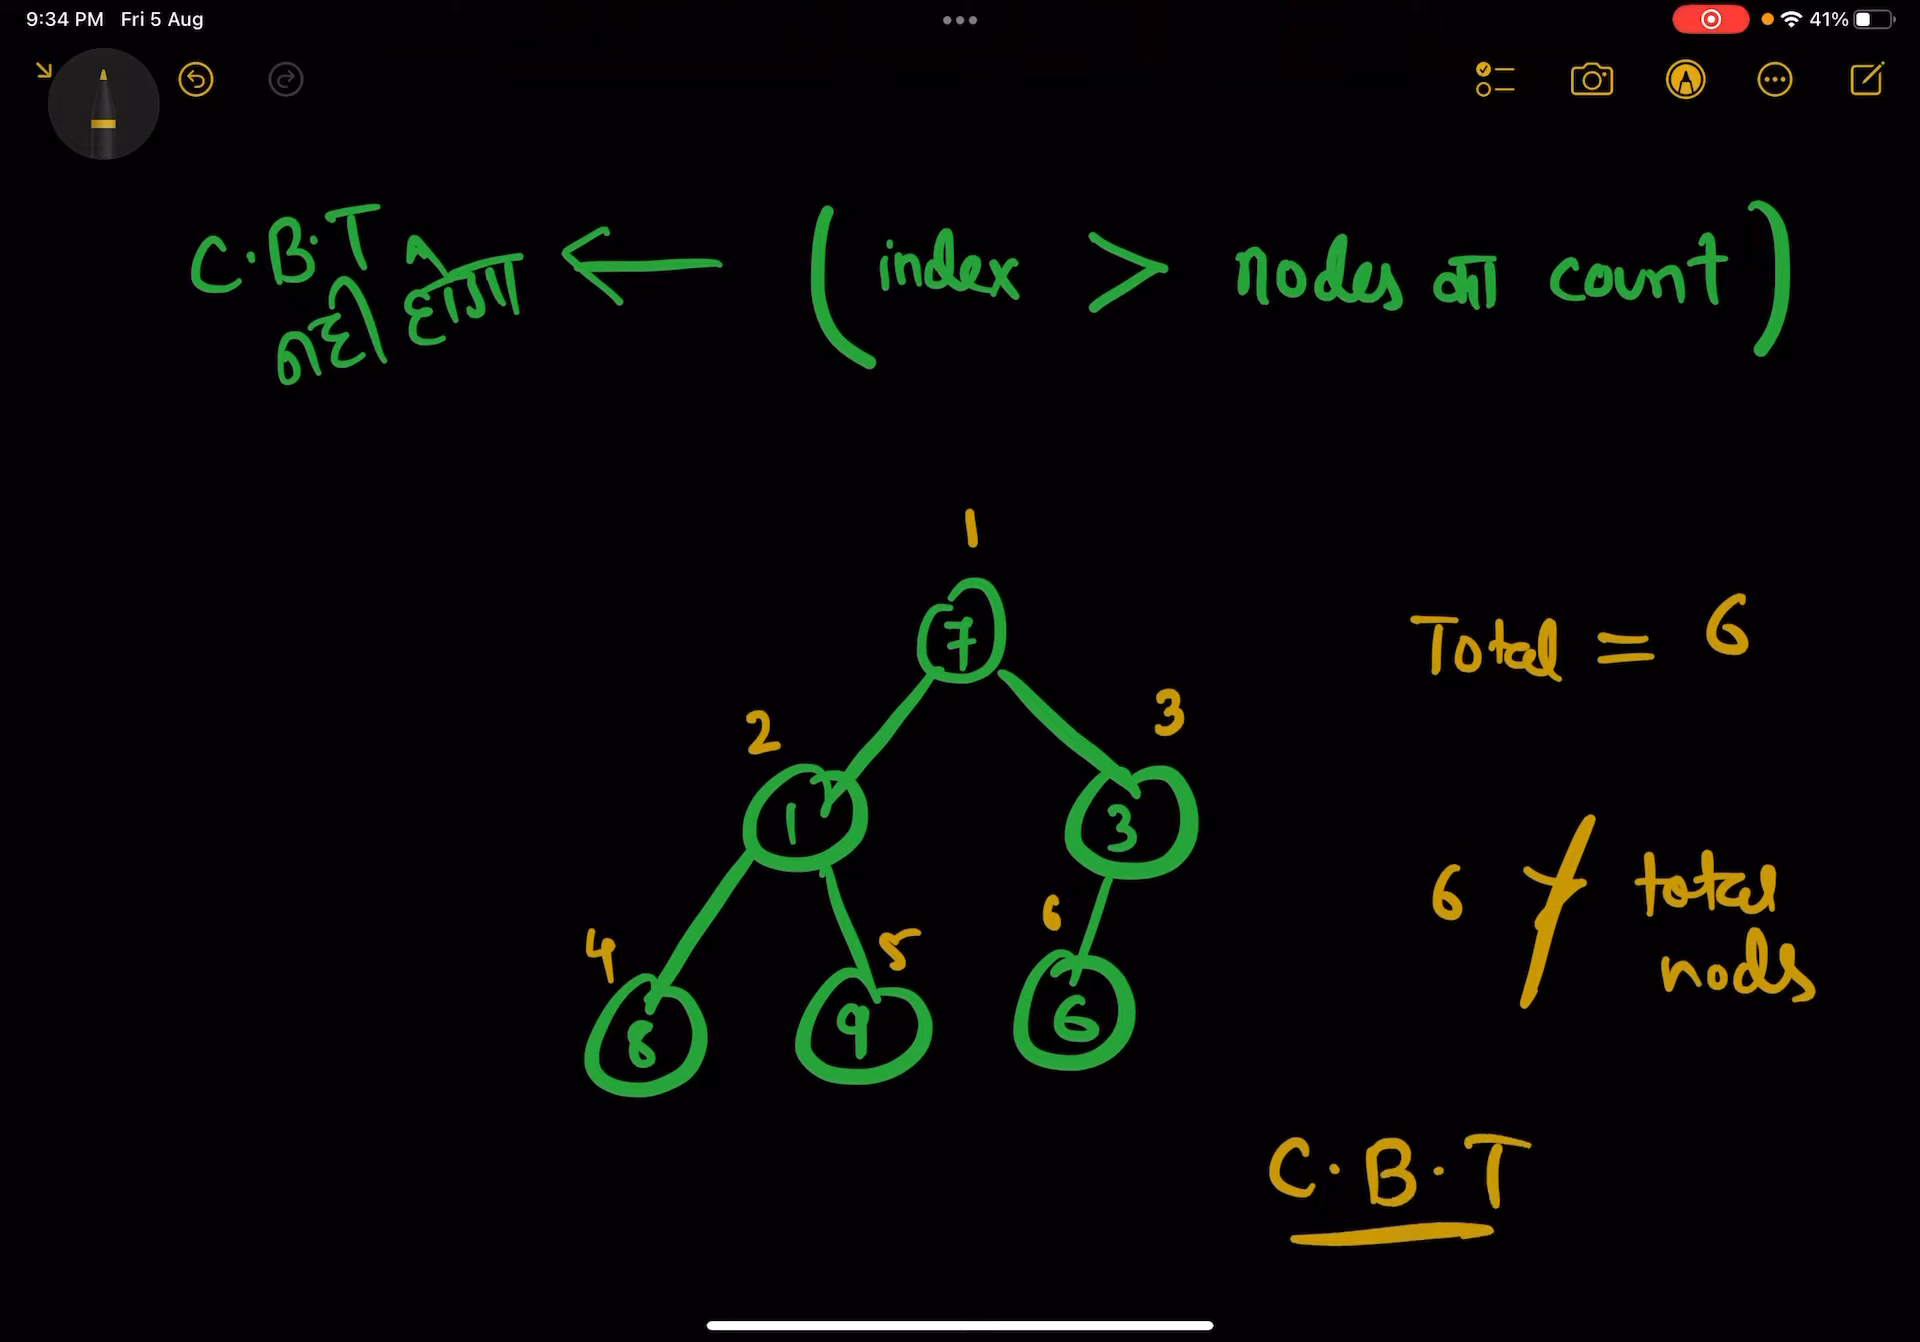 9:34 PM Fri 5 Aug
41%
C.B.T ← (index > nodes का count)
नहीं होगा
1
7
Total = 6
2
3
1
3
6 ≯ total
nods
4
5
6
8
9
6
C.B.T